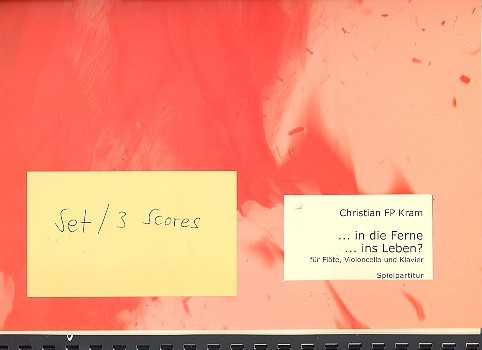 Set / 3 Scores
Christian FP Kram
... in die Ferne
... ins Leben?
für Flöte, Violoncello und Klavier
Spielpartitur